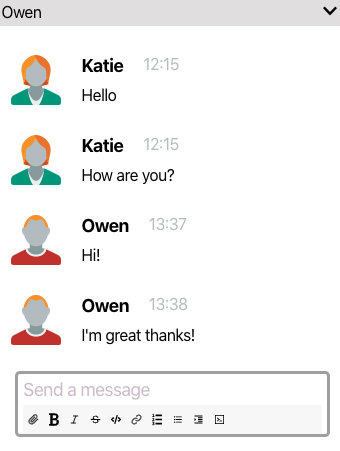 Owen
Katie 12:15
Hello
Katie 12:15
How are you?
Owen 13:37
Hi!
Owen 13:38
I'm great thanks!
Send a message
B I S